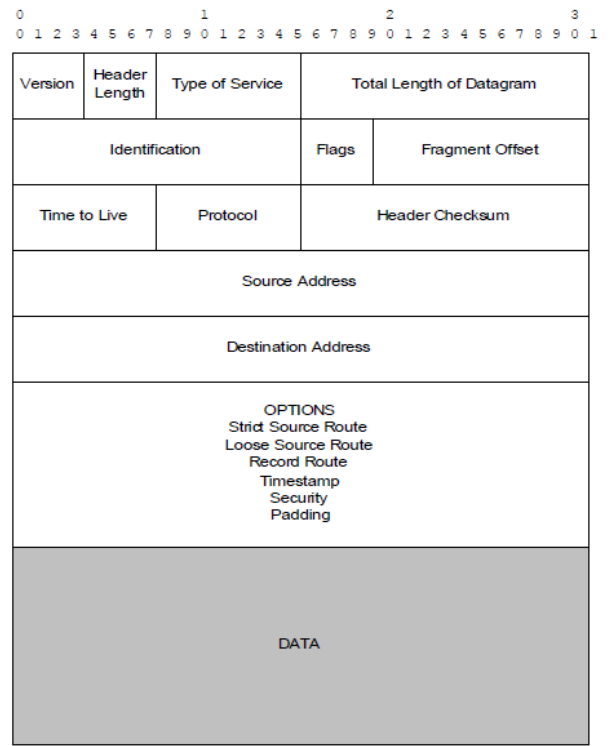 0 1 2 3
0 1 2 3 4 5 6 7 8 9 0 1 2 3 4 5 6 7 8 9 0 1 2 3 4 5 6 7 8 9 0 1
Version Header Length Type of Service Total Length of Datagram
Identification Flags Fragment Offset
Time to Live Protocol Header Checksum
Source Address
Destination Address
OPTIONS
Strict Source Route
Loose Source Route
Record Route
Timestamp
Security
Padding
DATA